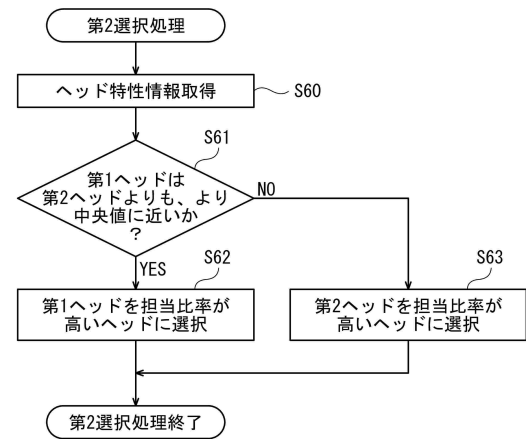 第2選択処理
ヘッド特性情報取得
S60
S61
第1ヘッドは
第2ヘッドよりも、より
中央値に近いか
?
NO
YES
S62
第1ヘッドを担当比率が
高いヘッドに選択
S63
第2ヘッドを担当比率が
高いヘッドに選択
第2選択処理終了